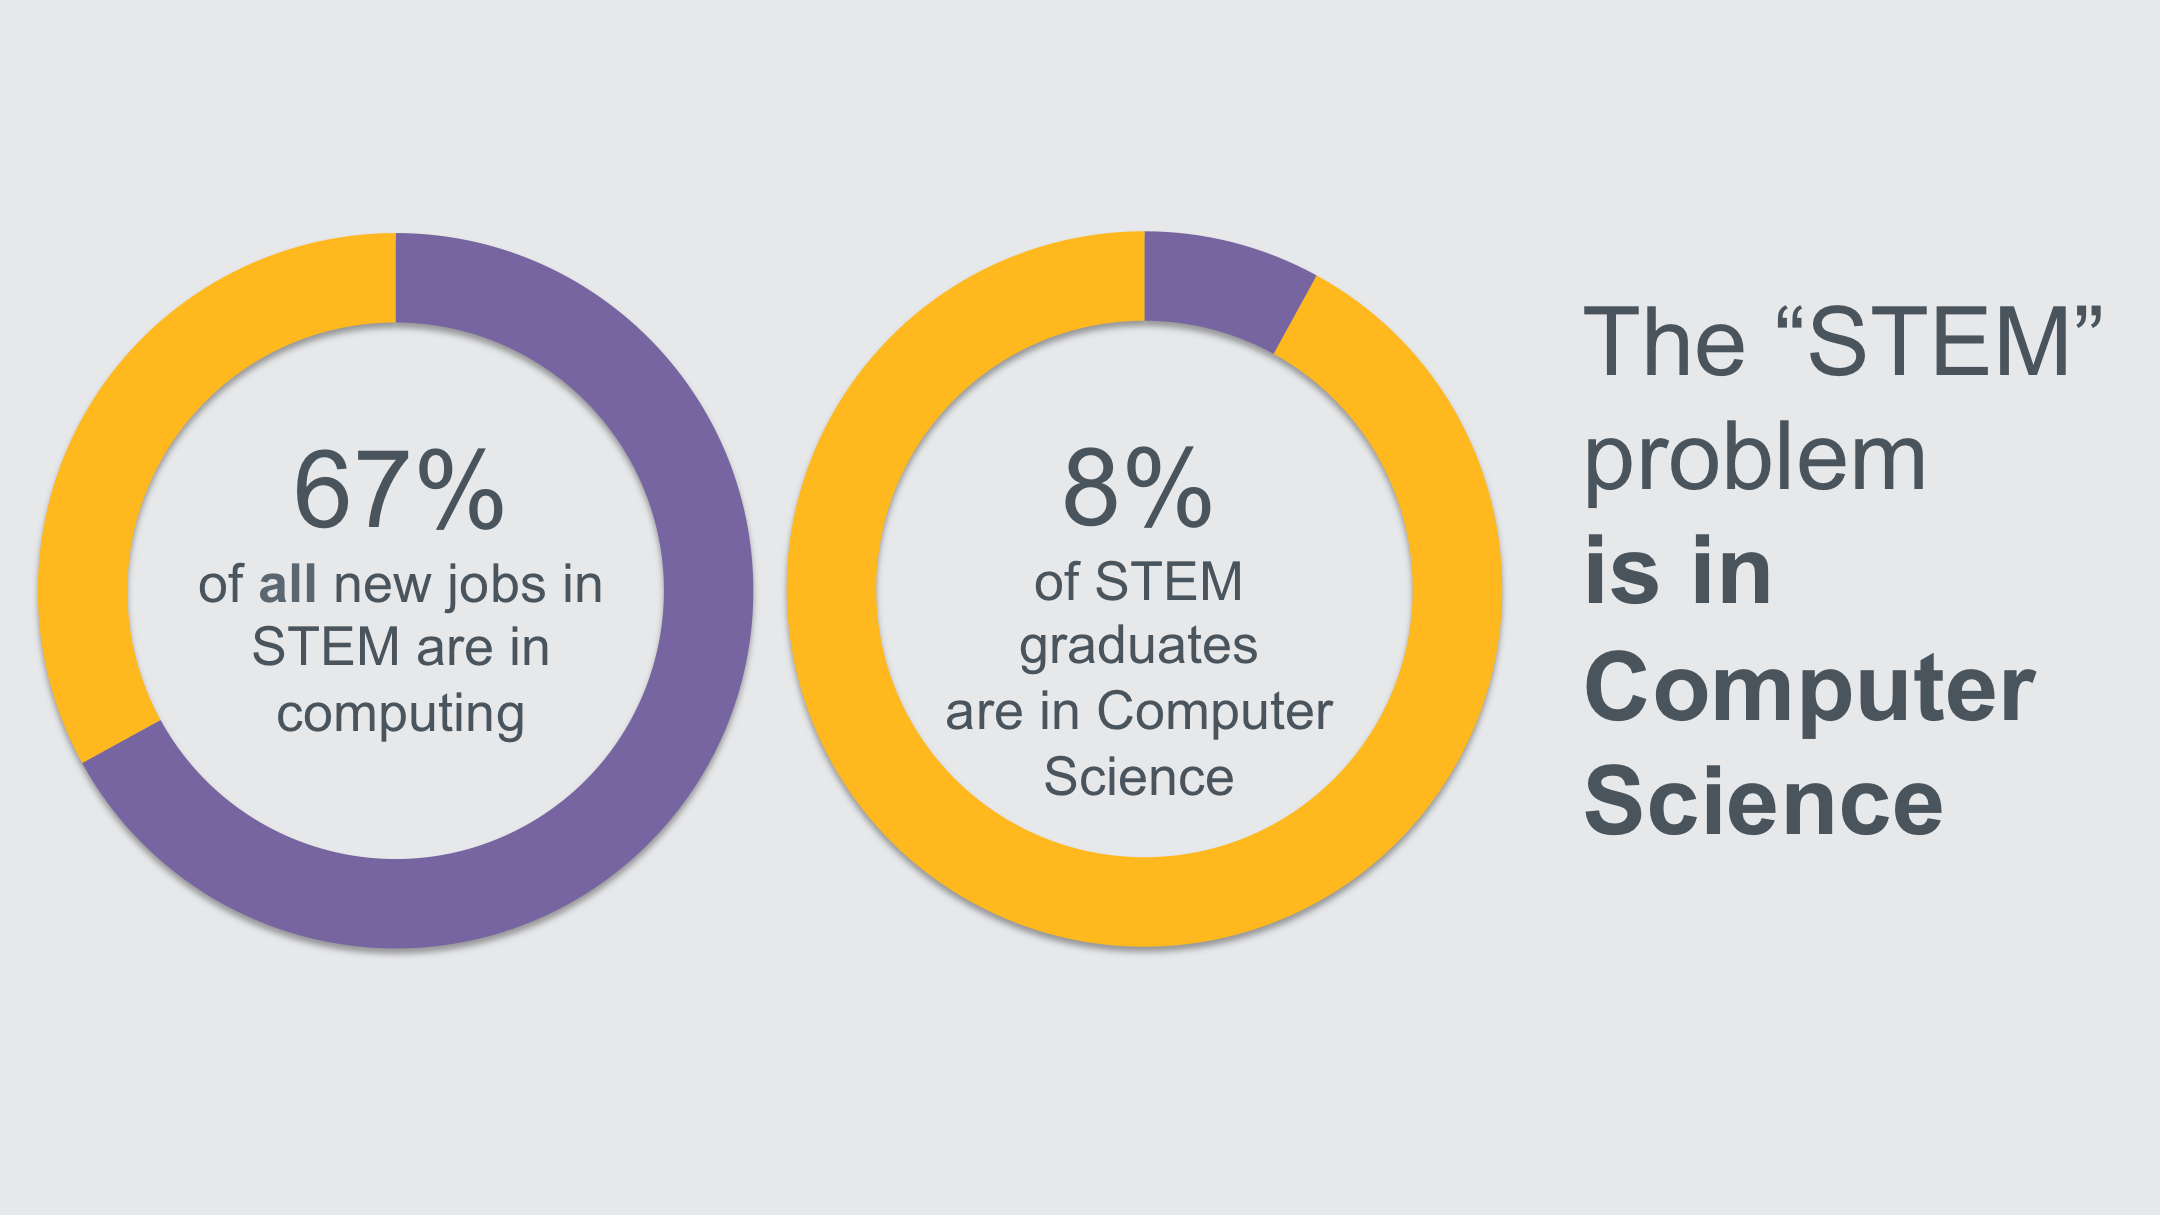 67%
of all new jobs in
STEM are in
computing
8%
of STEM
graduates
are in Computer
Science
The “STEM”
problem
is in
Computer
Science